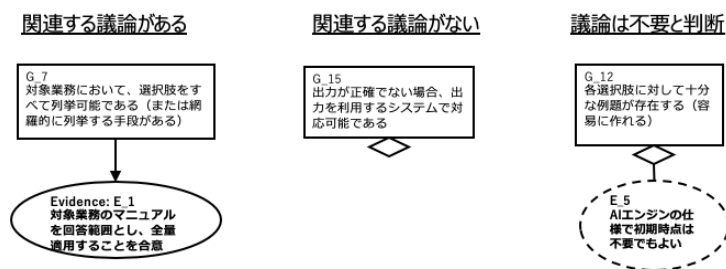 関連する議論がある
関連する議論がない
議論は不要と判断
G_7
対象業務において、選択肢をす
べて列挙可能である（または網
羅的に列挙する手段がある）
G_15
出力が正確でない場合、出
力を利用するシステムで対
応可能である
G_12
各選択肢に対して十分
な例題が存在する（容
易に作れる）
Evidence: E_1
対象業務のマニュアル
を回答範囲とし、全量
適用することを合意
E_5
AIエンジンの仕
様で初期時点は
不要でもよい